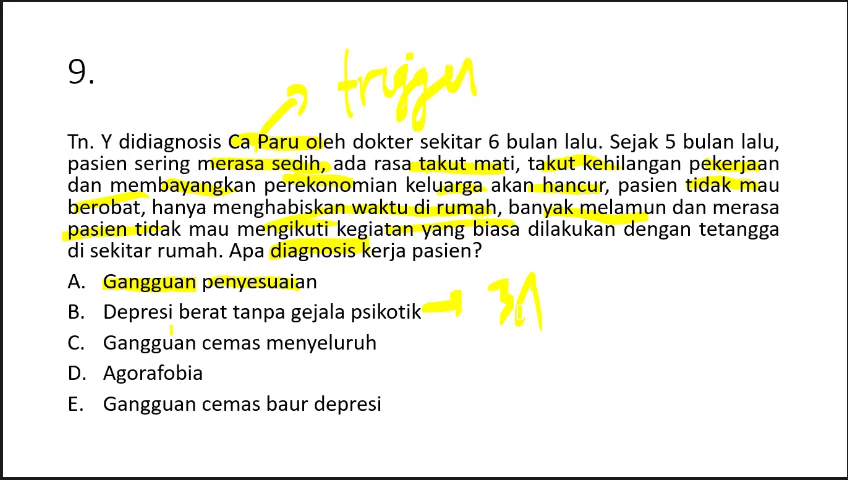 9.
trigger
Tn. Y didiagnosis Ca Paru oleh dokter sekitar 6 bulan lalu. Sejak 5 bulan lalu,
pasien sering merasa sedih, ada rasa takut mati, takut kehilangan pekerjaan
dan membayangkan perekonomian keluarga akan hancur, pasien tidak mau
berobat, hanya menghabiskan waktu di rumah, banyak melamun dan merasa
pasien tidak mau mengikuti kegiatan yang biasa dilakukan dengan tetangga
di sekitar rumah. Apa diagnosis kerja pasien?
A. Gangguan penyesuaian
B. Depresi berat tanpa gejala psikotik
C. Gangguan cemas menyeluruh
D. Agorafobia
E. Gangguan cemas baur depresi